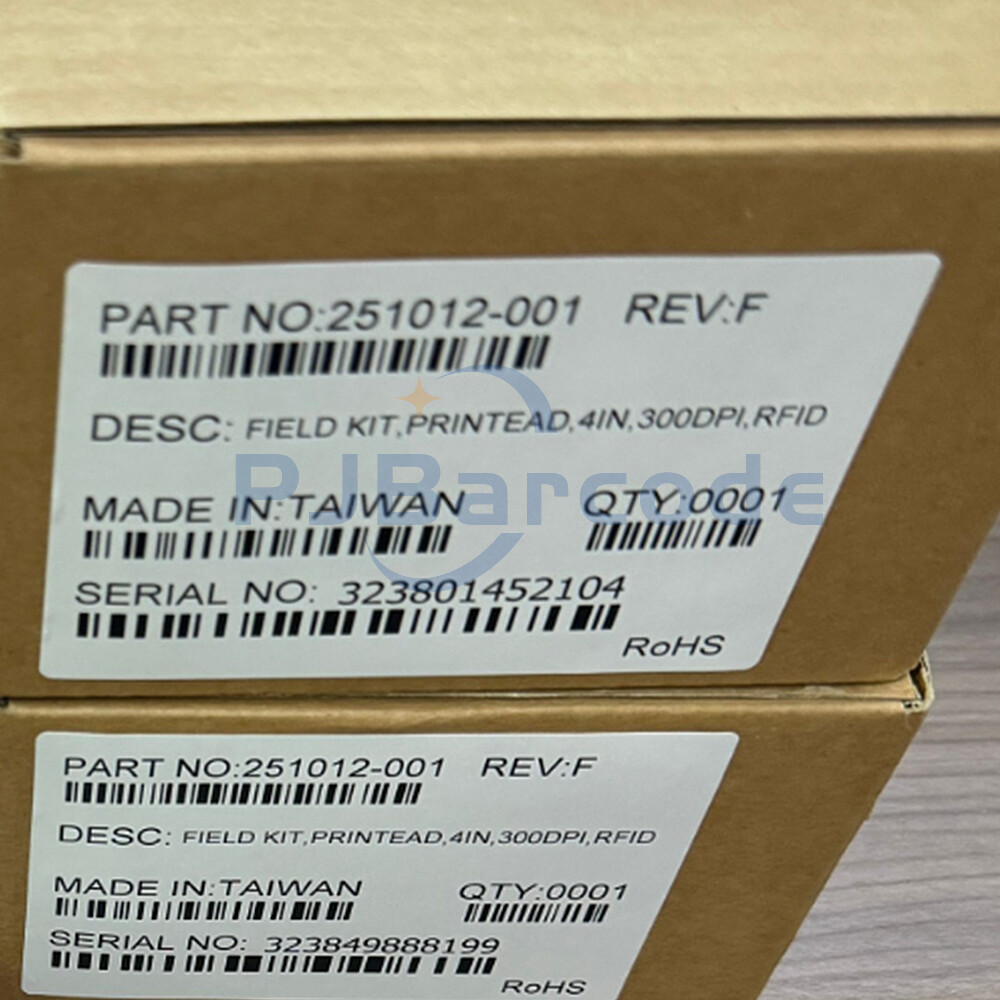 PART NO:251012-001 REV:F
DESC: FIELD KIT,PRINTEAD,4IN,300DPI,RFID
PJBarcode
MADE IN:TAIWAN QTY:0001
SERIAL NO: 323801452104
RoHS
PART NO:251012-001 REV:F
DESC: FIELD KIT,PRINTEAD,4IN,300DPI,RFID
MADE IN:TAIWAN QTY:0001
SERIAL NO: 323849888199
RoHS